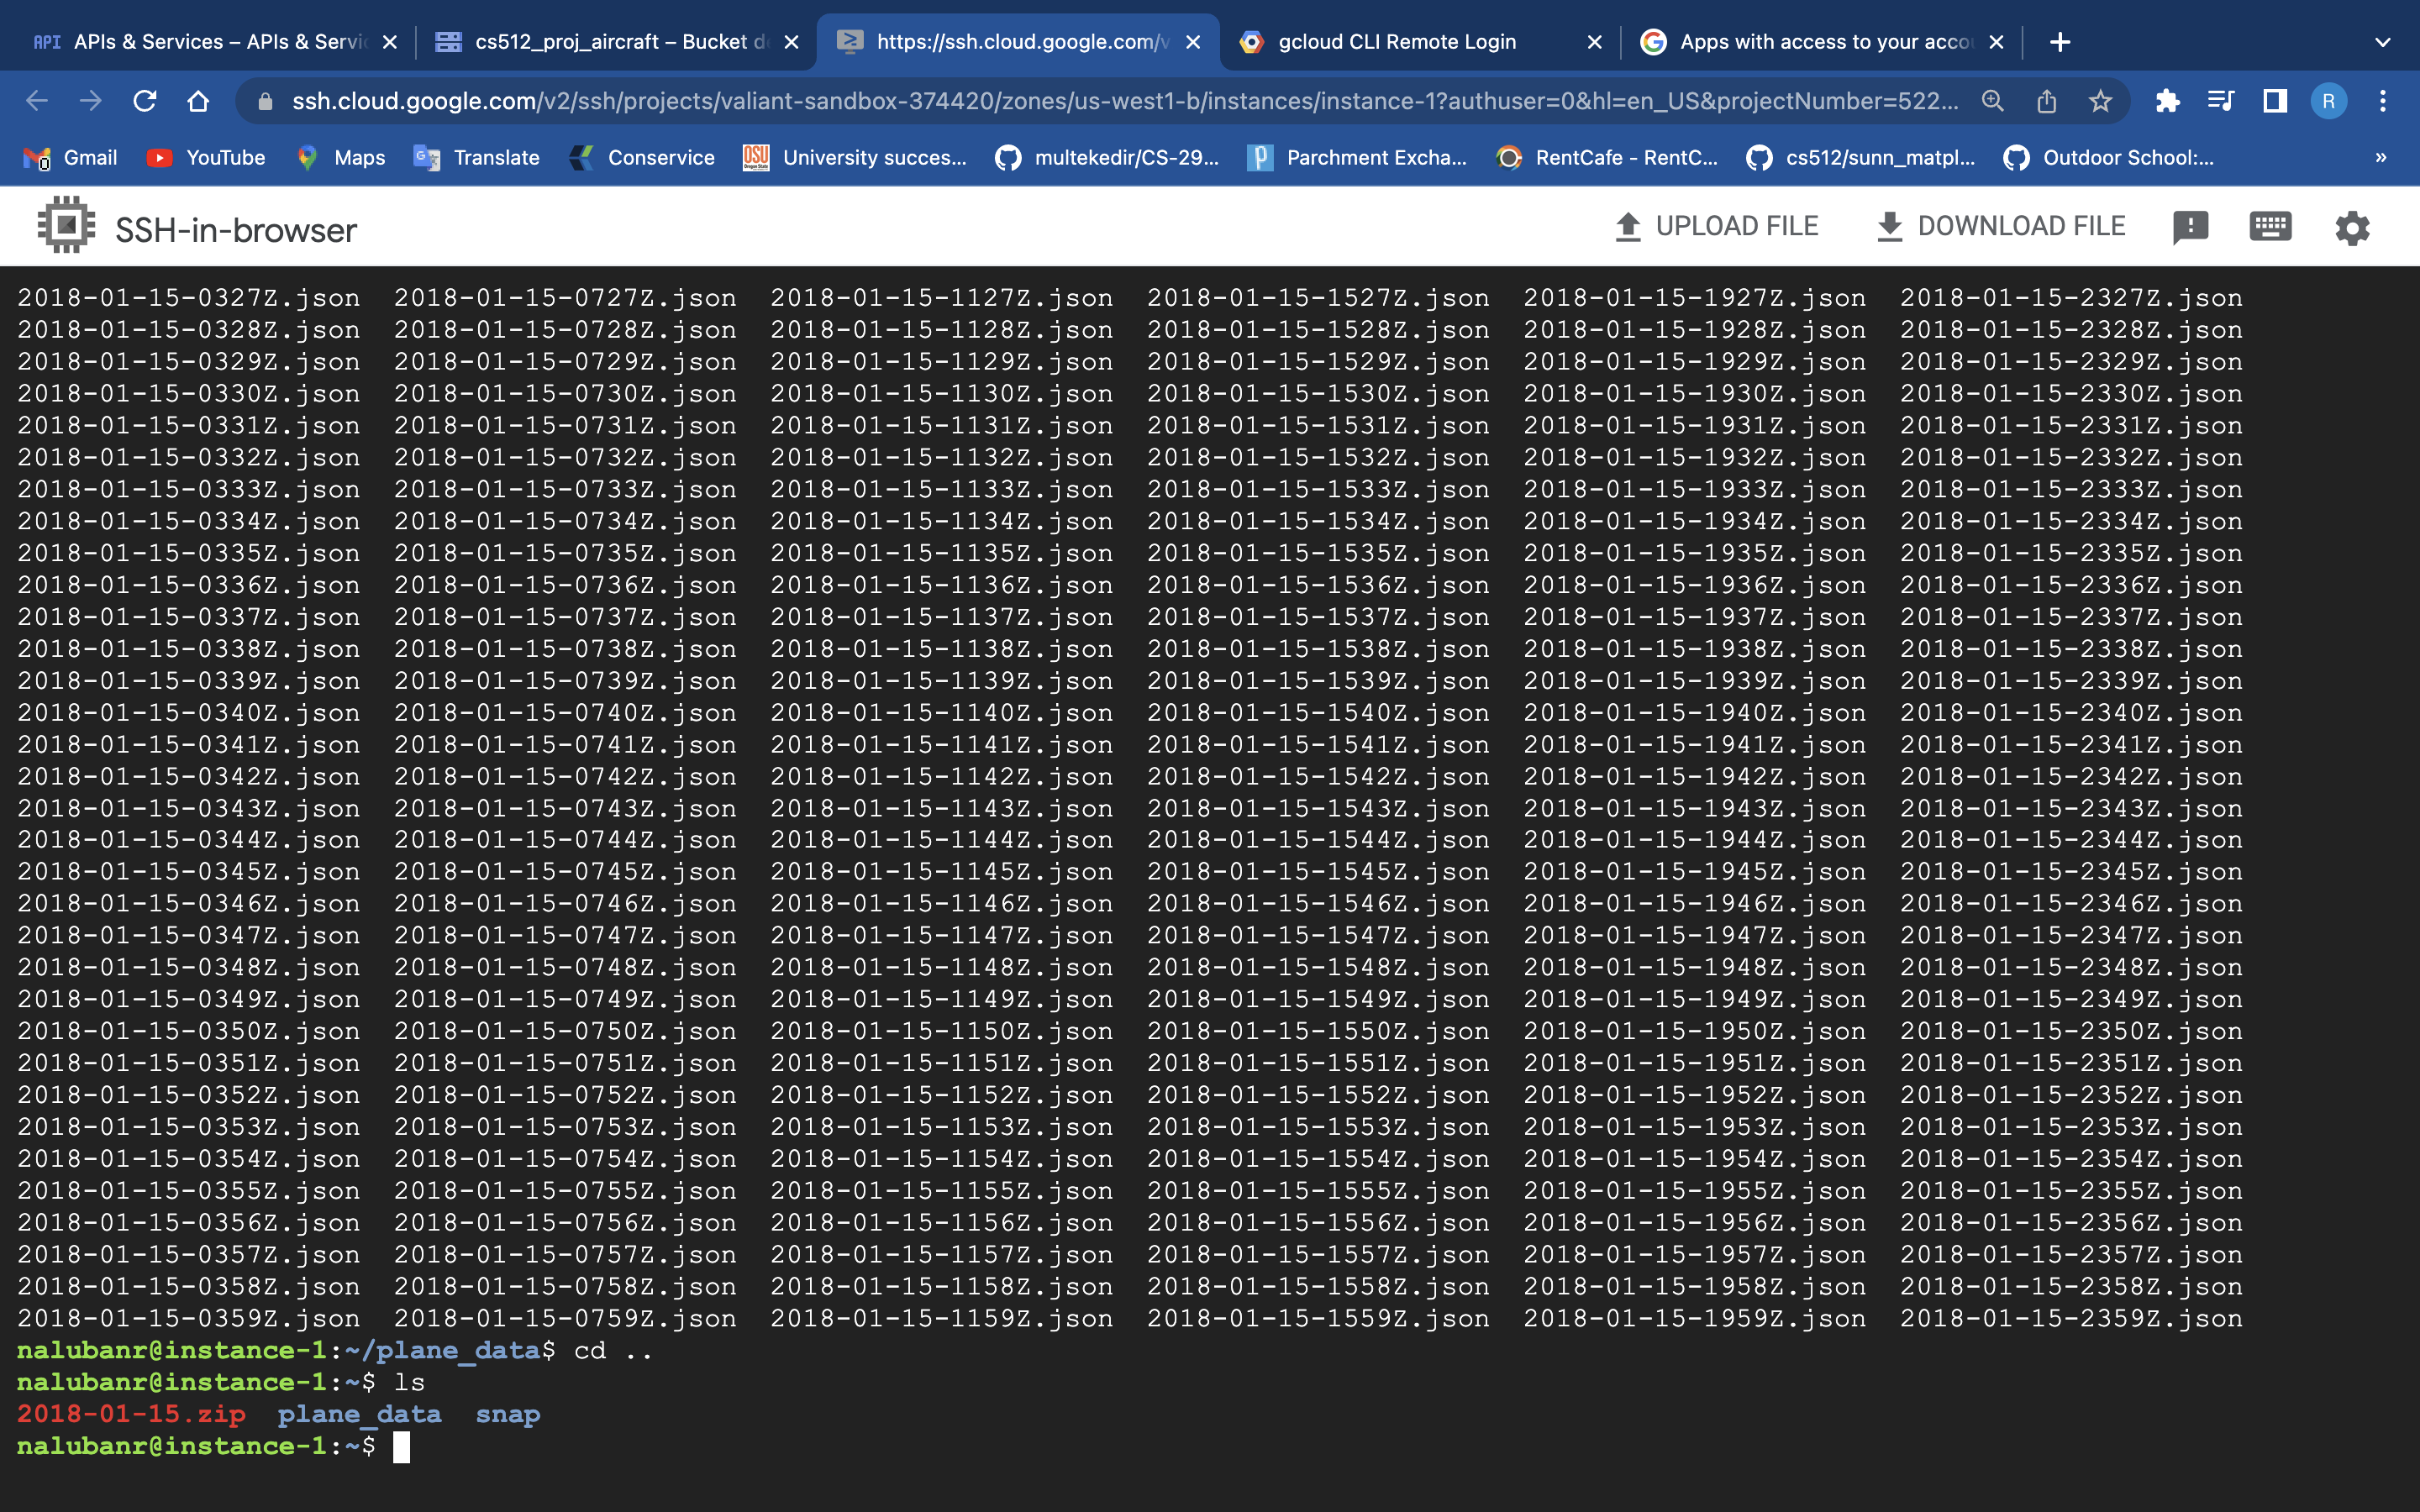 API APIs & Services – APIs & Servic
cs512_proj_aircraft – Bucket de
https://ssh.cloud.google.com/v
gcloud CLI Remote Login
Apps with access to your accou
ssh.cloud.google.com/v2/ssh/projects/valiant-sandbox-374420/zones/us-west1-b/instances/instance-1?authuser=0&hl=en_US&projectNumber=522...
R
Gmail YouTube Maps Translate Conservice University succes... multekedir/CS-29... Parchment Excha... RentCafe - RentC... cs512/sunn_matpl... Outdoor School:... »
SSH-in-browser UPLOAD FILE DOWNLOAD FILE
2018-01-15-0327Z.json 2018-01-15-0727Z.json 2018-01-15-1127Z.json 2018-01-15-1527Z.json 2018-01-15-1927Z.json 2018-01-15-2327Z.json
2018-01-15-0328Z.json 2018-01-15-0728Z.json 2018-01-15-1128Z.json 2018-01-15-1528Z.json 2018-01-15-1928Z.json 2018-01-15-2328Z.json
2018-01-15-0329Z.json 2018-01-15-0729Z.json 2018-01-15-1129Z.json 2018-01-15-1529Z.json 2018-01-15-1929Z.json 2018-01-15-2329Z.json
2018-01-15-0330Z.json 2018-01-15-0730Z.json 2018-01-15-1130Z.json 2018-01-15-1530Z.json 2018-01-15-1930Z.json 2018-01-15-2330Z.json
2018-01-15-0331Z.json 2018-01-15-0731Z.json 2018-01-15-1131Z.json 2018-01-15-1531Z.json 2018-01-15-1931Z.json 2018-01-15-2331Z.json
2018-01-15-0332Z.json 2018-01-15-0732Z.json 2018-01-15-1132Z.json 2018-01-15-1532Z.json 2018-01-15-1932Z.json 2018-01-15-2332Z.json
2018-01-15-0333Z.json 2018-01-15-0733Z.json 2018-01-15-1133Z.json 2018-01-15-1533Z.json 2018-01-15-1933Z.json 2018-01-15-2333Z.json
2018-01-15-0334Z.json 2018-01-15-0734Z.json 2018-01-15-1134Z.json 2018-01-15-1534Z.json 2018-01-15-1934Z.json 2018-01-15-2334Z.json
2018-01-15-0335Z.json 2018-01-15-0735Z.json 2018-01-15-1135Z.json 2018-01-15-1535Z.json 2018-01-15-1935Z.json 2018-01-15-2335Z.json
2018-01-15-0336Z.json 2018-01-15-0736Z.json 2018-01-15-1136Z.json 2018-01-15-1536Z.json 2018-01-15-1936Z.json 2018-01-15-2336Z.json
2018-01-15-0337Z.json 2018-01-15-0737Z.json 2018-01-15-1137Z.json 2018-01-15-1537Z.json 2018-01-15-1937Z.json 2018-01-15-2337Z.json
2018-01-15-0338Z.json 2018-01-15-0738Z.json 2018-01-15-1138Z.json 2018-01-15-1538Z.json 2018-01-15-1938Z.json 2018-01-15-2338Z.json
2018-01-15-0339Z.json 2018-01-15-0739Z.json 2018-01-15-1139Z.json 2018-01-15-1539Z.json 2018-01-15-1939Z.json 2018-01-15-2339Z.json
2018-01-15-0340Z.json 2018-01-15-0740Z.json 2018-01-15-1140Z.json 2018-01-15-1540Z.json 2018-01-15-1940Z.json 2018-01-15-2340Z.json
2018-01-15-0341Z.json 2018-01-15-0741Z.json 2018-01-15-1141Z.json 2018-01-15-1541Z.json 2018-01-15-1941Z.json 2018-01-15-2341Z.json
2018-01-15-0342Z.json 2018-01-15-0742Z.json 2018-01-15-1142Z.json 2018-01-15-1542Z.json 2018-01-15-1942Z.json 2018-01-15-2342Z.json
2018-01-15-0343Z.json 2018-01-15-0743Z.json 2018-01-15-1143Z.json 2018-01-15-1543Z.json 2018-01-15-1943Z.json 2018-01-15-2343Z.json
2018-01-15-0344Z.json 2018-01-15-0744Z.json 2018-01-15-1144Z.json 2018-01-15-1544Z.json 2018-01-15-1944Z.json 2018-01-15-2344Z.json
2018-01-15-0345Z.json 2018-01-15-0745Z.json 2018-01-15-1145Z.json 2018-01-15-1545Z.json 2018-01-15-1945Z.json 2018-01-15-2345Z.json
2018-01-15-0346Z.json 2018-01-15-0746Z.json 2018-01-15-1146Z.json 2018-01-15-1546Z.json 2018-01-15-1946Z.json 2018-01-15-2346Z.json
2018-01-15-0347Z.json 2018-01-15-0747Z.json 2018-01-15-1147Z.json 2018-01-15-1547Z.json 2018-01-15-1947Z.json 2018-01-15-2347Z.json
2018-01-15-0348Z.json 2018-01-15-0748Z.json 2018-01-15-1148Z.json 2018-01-15-1548Z.json 2018-01-15-1948Z.json 2018-01-15-2348Z.json
2018-01-15-0349Z.json 2018-01-15-0749Z.json 2018-01-15-1149Z.json 2018-01-15-1549Z.json 2018-01-15-1949Z.json 2018-01-15-2349Z.json
2018-01-15-0350Z.json 2018-01-15-0750Z.json 2018-01-15-1150Z.json 2018-01-15-1550Z.json 2018-01-15-1950Z.json 2018-01-15-2350Z.json
2018-01-15-0351Z.json 2018-01-15-0751Z.json 2018-01-15-1151Z.json 2018-01-15-1551Z.json 2018-01-15-1951Z.json 2018-01-15-2351Z.json
2018-01-15-0352Z.json 2018-01-15-0752Z.json 2018-01-15-1152Z.json 2018-01-15-1552Z.json 2018-01-15-1952Z.json 2018-01-15-2352Z.json
2018-01-15-0353Z.json 2018-01-15-0753Z.json 2018-01-15-1153Z.json 2018-01-15-1553Z.json 2018-01-15-1953Z.json 2018-01-15-2353Z.json
2018-01-15-0354Z.json 2018-01-15-0754Z.json 2018-01-15-1154Z.json 2018-01-15-1554Z.json 2018-01-15-1954Z.json 2018-01-15-2354Z.json
2018-01-15-0355Z.json 2018-01-15-0755Z.json 2018-01-15-1155Z.json 2018-01-15-1555Z.json 2018-01-15-1955Z.json 2018-01-15-2355Z.json
2018-01-15-0356Z.json 2018-01-15-0756Z.json 2018-01-15-1156Z.json 2018-01-15-1556Z.json 2018-01-15-1956Z.json 2018-01-15-2356Z.json
2018-01-15-0357Z.json 2018-01-15-0757Z.json 2018-01-15-1157Z.json 2018-01-15-1557Z.json 2018-01-15-1957Z.json 2018-01-15-2357Z.json
2018-01-15-0358Z.json 2018-01-15-0758Z.json 2018-01-15-1158Z.json 2018-01-15-1558Z.json 2018-01-15-1958Z.json 2018-01-15-2358Z.json
2018-01-15-0359Z.json 2018-01-15-0759Z.json 2018-01-15-1159Z.json 2018-01-15-1559Z.json 2018-01-15-1959Z.json 2018-01-15-2359Z.json
nalubanr@instance-1:~/plane_data$ cd ..
nalubanr@instance-1:~$ ls
2018-01-15.zip plane_data snap
nalubanr@instance-1:~$